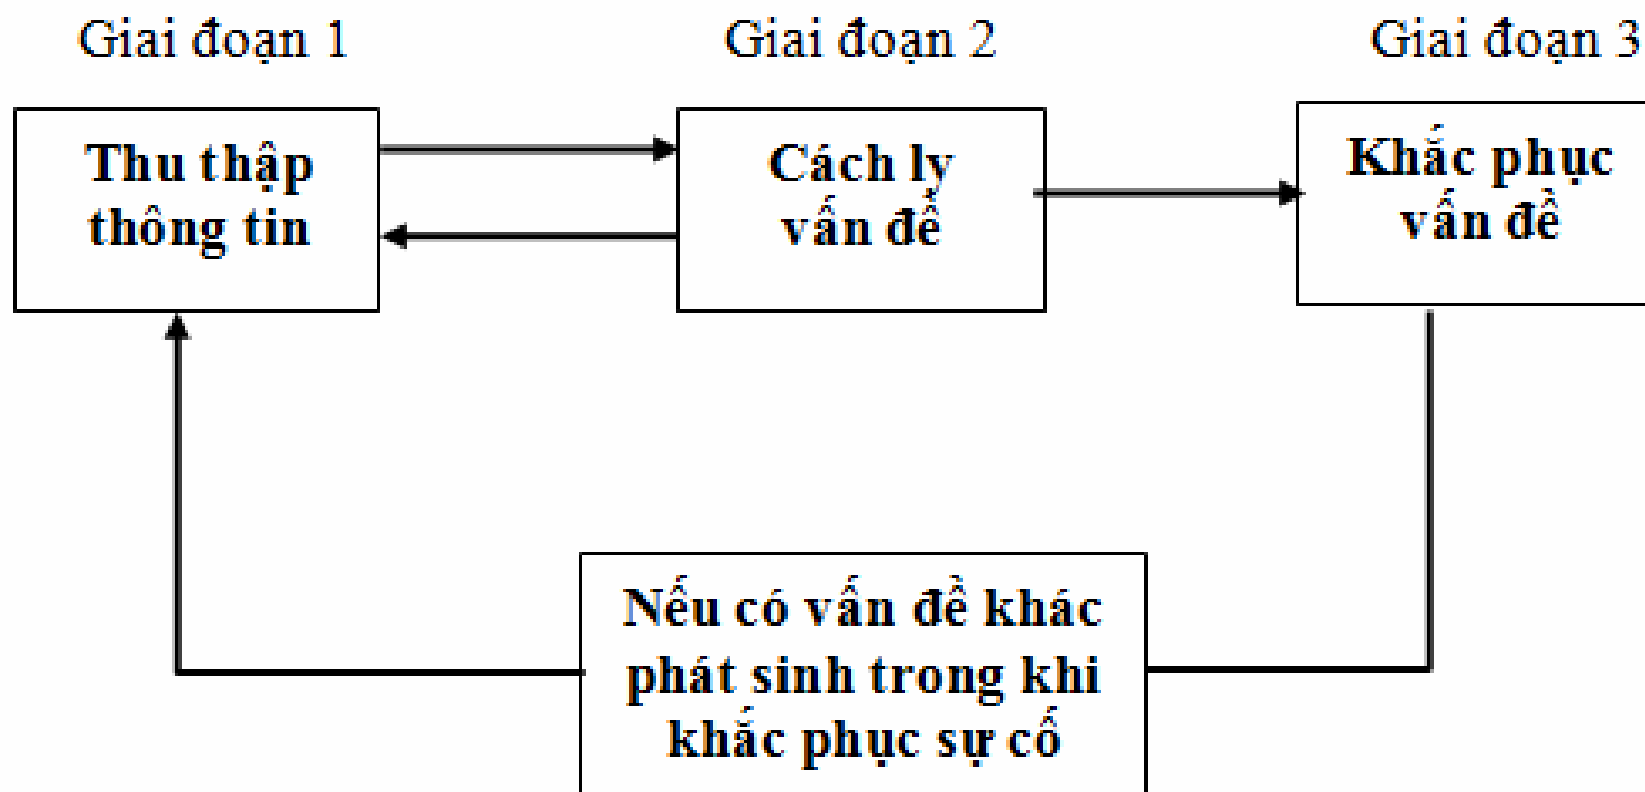 Giai đoạn 1
Giai đoạn 2
Giai đoạn 3
Thu thập
thông tin
Cách ly
vấn đề
Khắc phục
vấn đề
Nếu có vấn đề khác
phát sinh trong khi
khắc phục sự cố